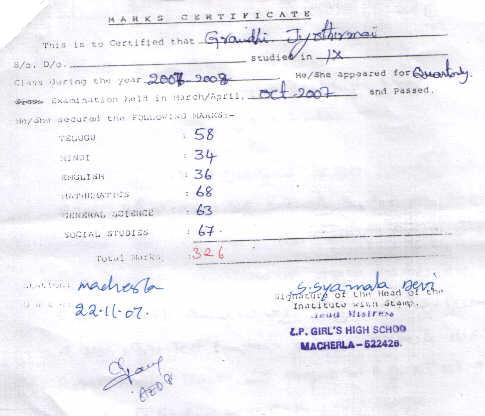 MARKS CERTIFICATE
This is to Certified that Grandhi Jyothirmai
S/o. D/o. studied in IX
Class during the year 2007-2008 He/She appeared for Quarterly.
Examination held in March/April, Oct-2007 and Passed.
He/She secured the FOLLOWING MARKS:-
TELUGU : 58
HINDI : 34
ENGLISH : 36
MATHEMATICS : 68
GENERAL SCIENCE : 63
SOCIAL STUDIES : 67
Total Marks : 326
Station: Macherla
22-11-07.
S. Syamala Devi
Signature of the Head of the
Institute with Stamp.
Head Mistress
Z.P. GIRL'S HIGH SCHOO
MACHERLA - 522426.